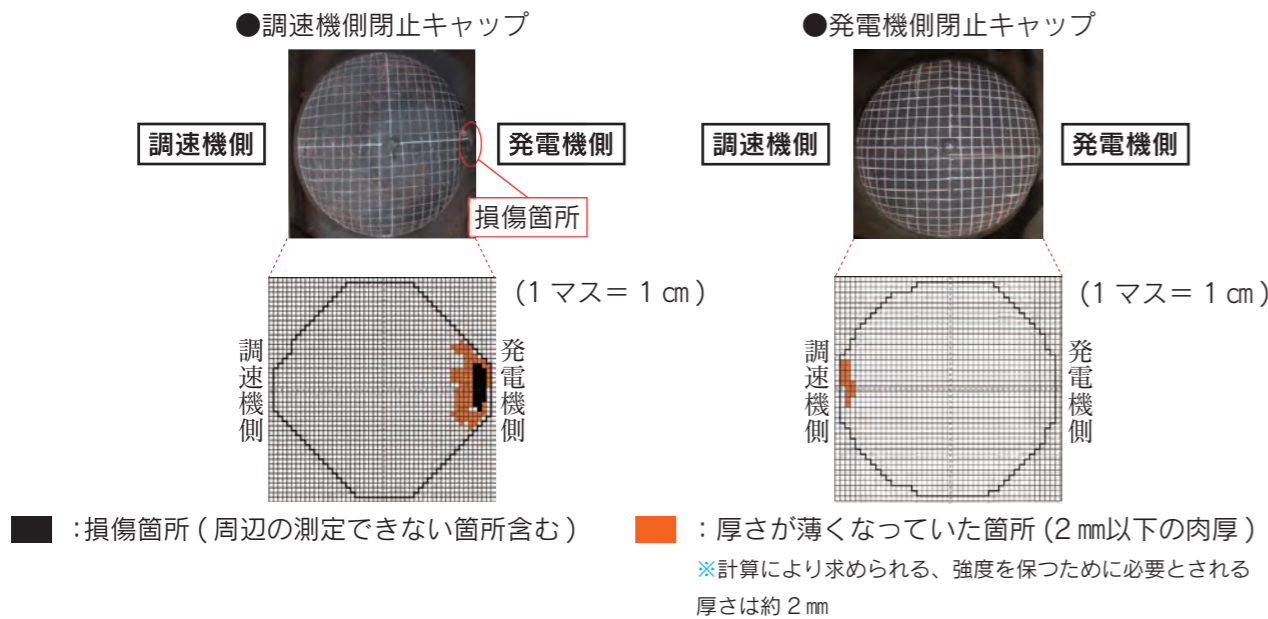 ●調速機側閉止キャップ
●発電機側閉止キャップ
調速機側
発電機側
調速機側
発電機側
損傷箇所
(1 マス= 1 ㎝ )
(1 マス= 1 ㎝ )
調速機側
発電機側
調速機側
発電機側
:損傷箇所 ( 周辺の測定できない箇所含む )
:厚さが薄くなっていた箇所 (2 ㎜以下の肉厚 )
※計算により求められる、強度を保つために必要とされる
厚さは約 2 ㎜